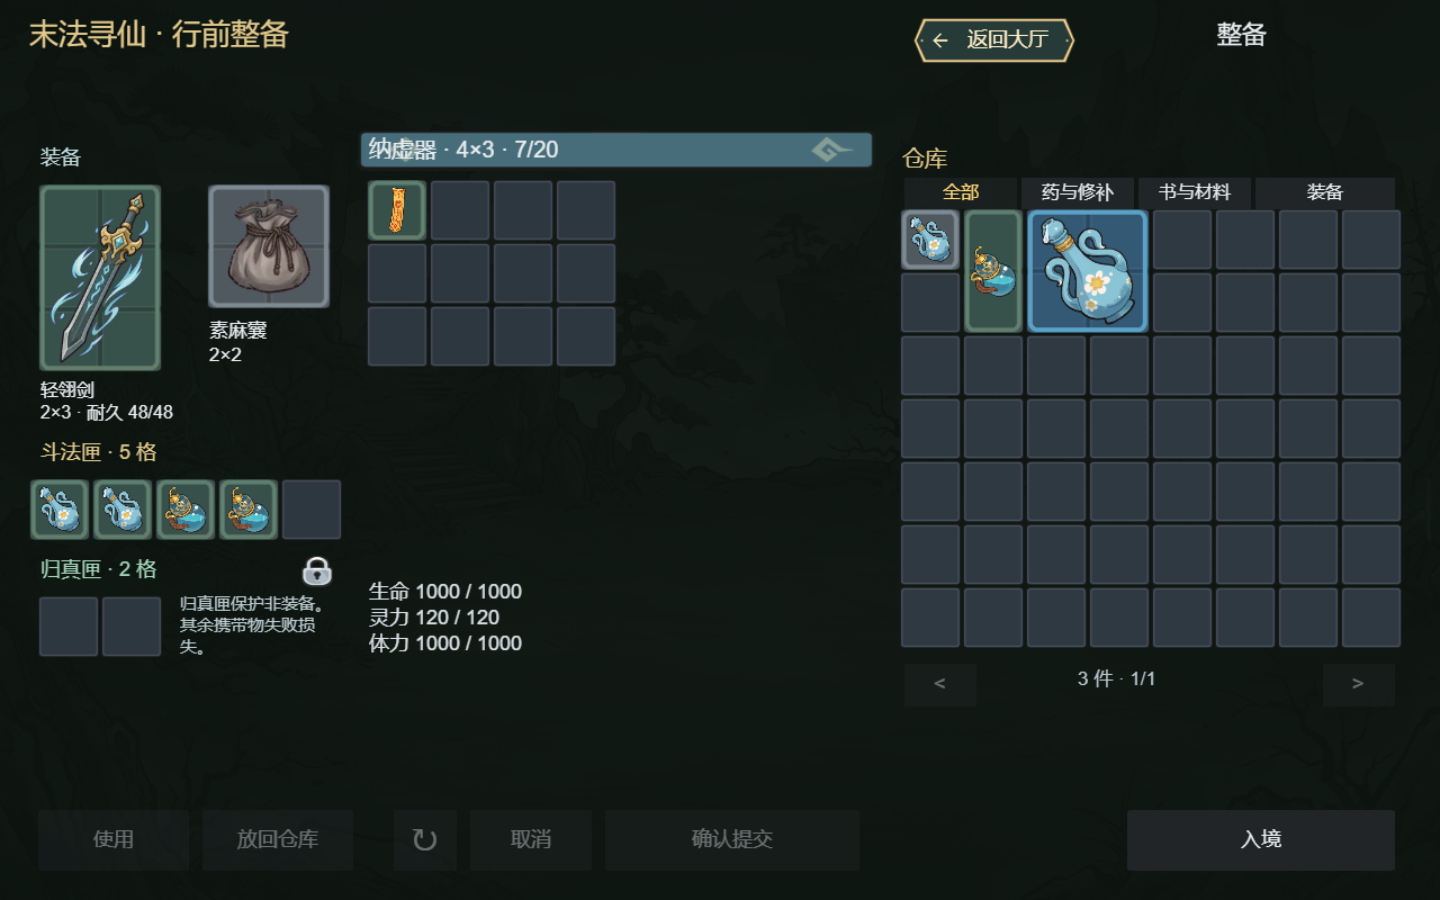 末法寻仙 · 行前整备
← 返回大厅
整备
装备
纳虚器 · 4×3 · 7/20
仓库
全部
药与修补
书与材料
装备
素麻囊
2×2
轻翎剑
2×3 · 耐久 48/48
斗法匣 · 5 格
归真匣 · 2 格
归真匣保护非装备。
其余携带物失败损
失。
生命 1000 / 1000
灵力 120 / 120
体力 1000 / 1000
<
3 件 · 1/1
>
使用
放回仓库
↻
取消
确认提交
入境